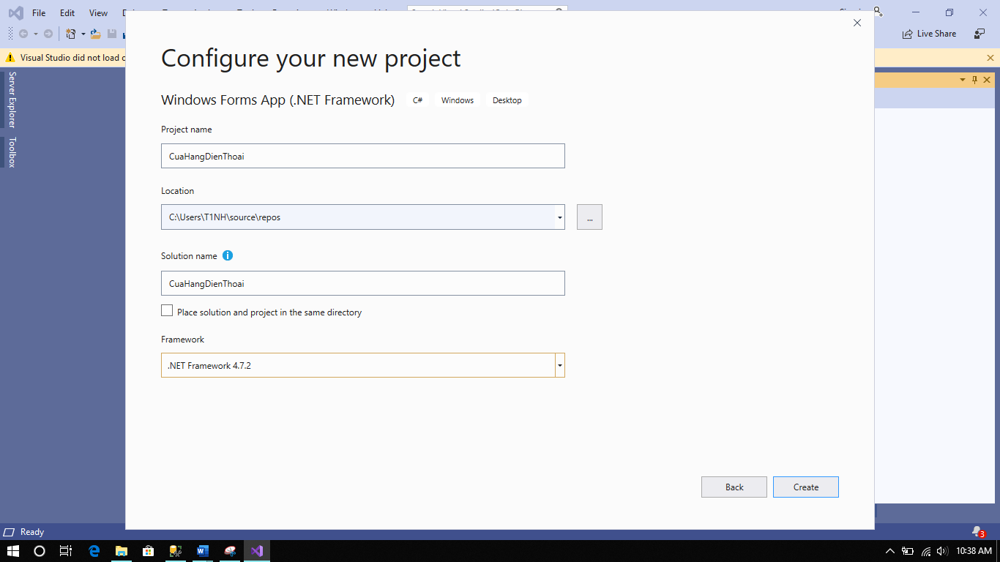 File Edit View
Live Share
Visual Studio did not load
Server Explorer
Toolbox
Configure your new project
Windows Forms App (.NET Framework) C# Windows Desktop
Project name
CuaHangDienThoai
Location
C:\Users\T1NH\source\repos
...
Solution name
CuaHangDienThoai
Place solution and project in the same directory
Framework
.NET Framework 4.7.2
Back Create
Ready
3
10:38 AM